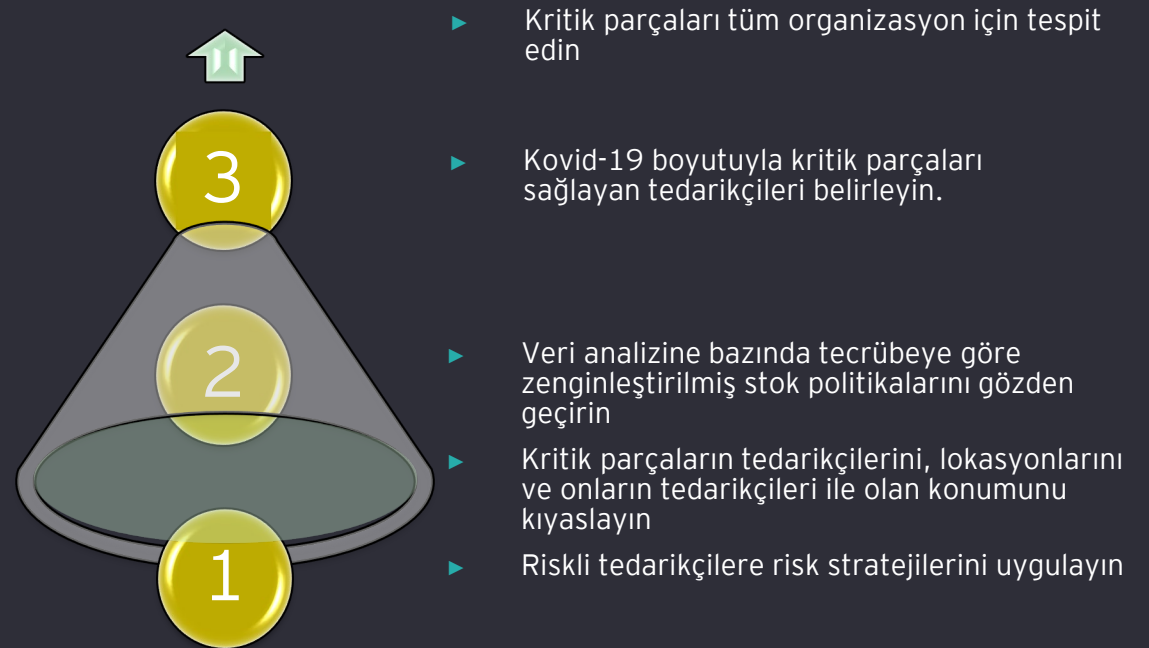 ► Kritik parçaları tüm organizasyon için tespit
edin
3
► Kovid-19 boyutuyla kritik parçaları
sağlayan tedarikçileri belirleyin.
2
► Veri analizine bazında tecrübeye göre
zenginleştirilmiş stok politikalarını gözden
geçirin
► Kritik parçaların tedarikçilerini, lokasyonlarını
ve onların tedarikçileri ile olan konumunu
kıyaslayın
1
► Riskli tedarikçilere risk stratejilerini uygulayın